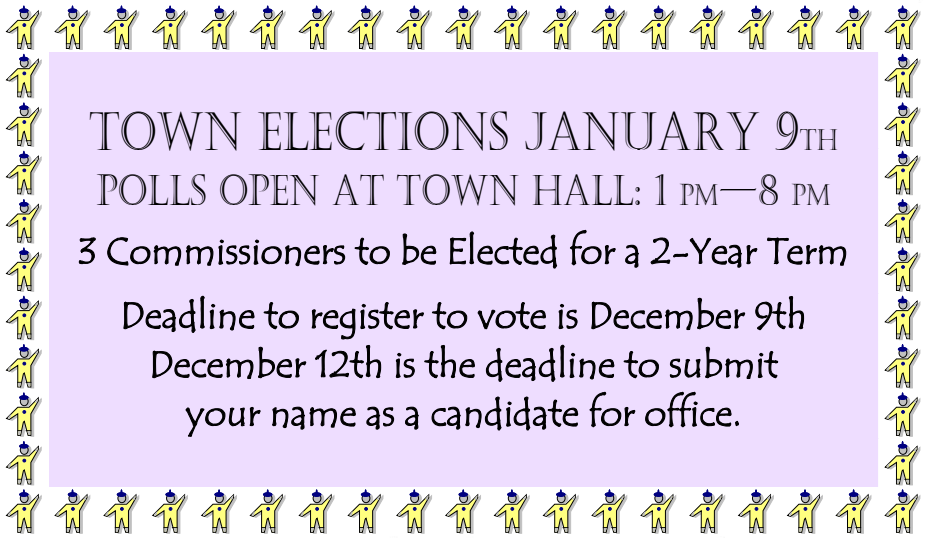 TOWN ELECTIONS JANUARY 9TH
POLLS OPEN AT TOWN HALL: 1 PM—8 PM
3 Commissioners to be Elected for a 2-Year Term
Deadline to register to vote is December 9th
December 12th is the deadline to submit
your name as a candidate for office.